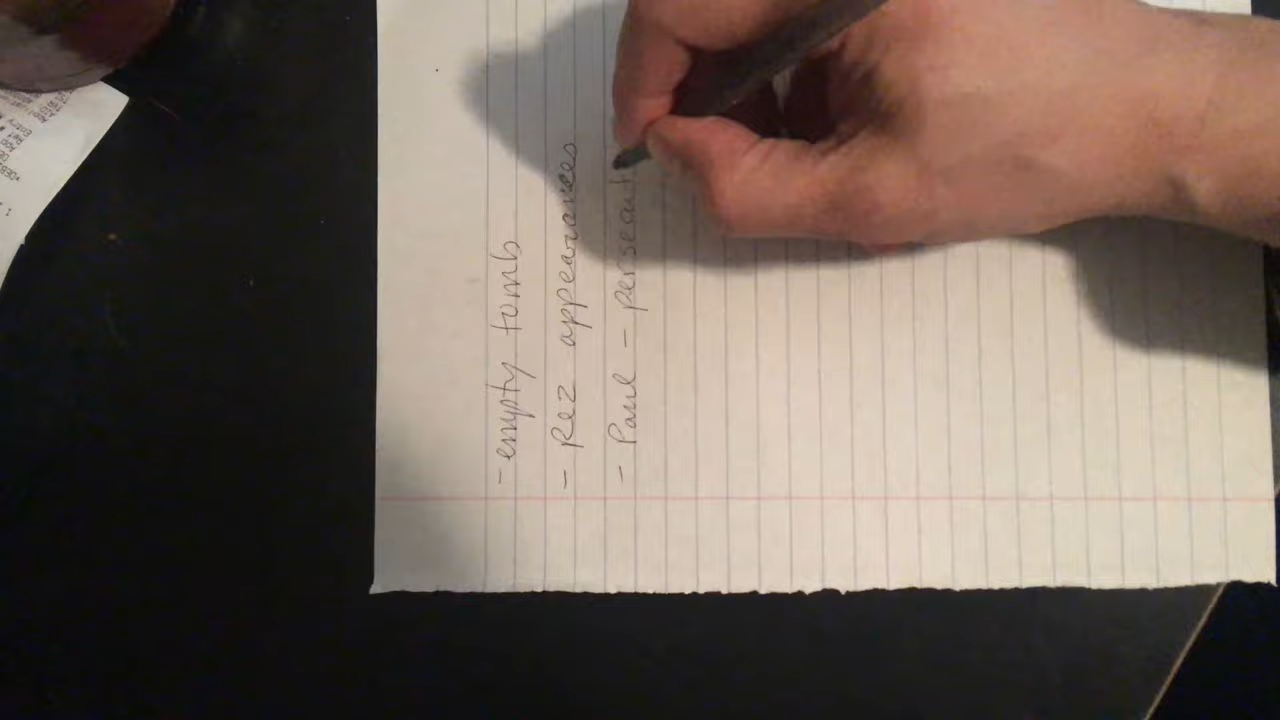 - empty tomb
- Rez appearances
- Paul - persecut